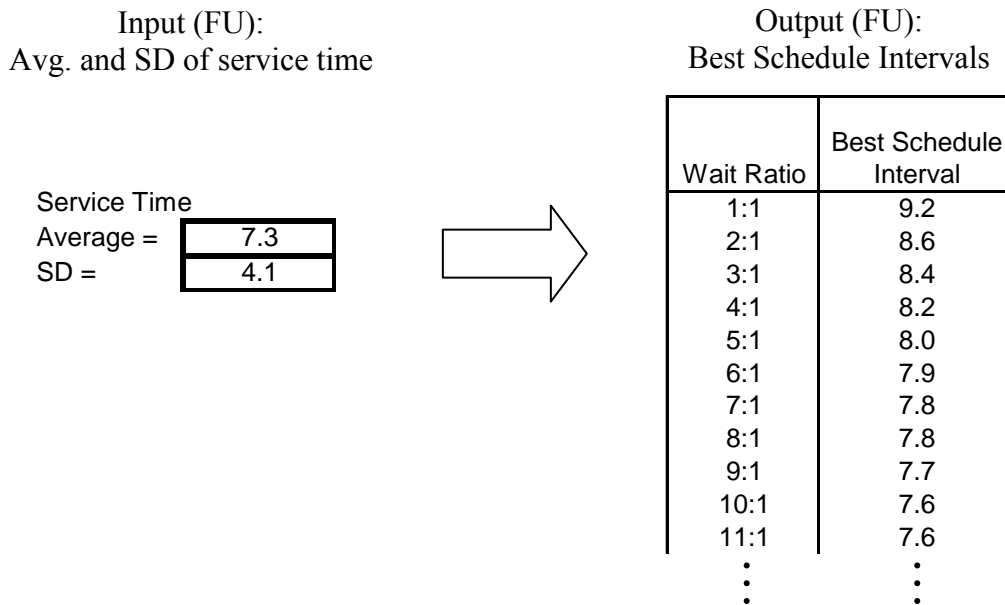 Input (FU):
Avg. and SD of service time
Service Time
Average = 7.3
SD = 4.1
Output (FU):
Best Schedule Intervals
Wait Ratio Best Schedule Interval
1:1 9.2
2:1 8.6
3:1 8.4
4:1 8.2
5:1 8.0
6:1 7.9
7:1 7.8
8:1 7.8
9:1 7.7
10:1 7.6
11:1 7.6